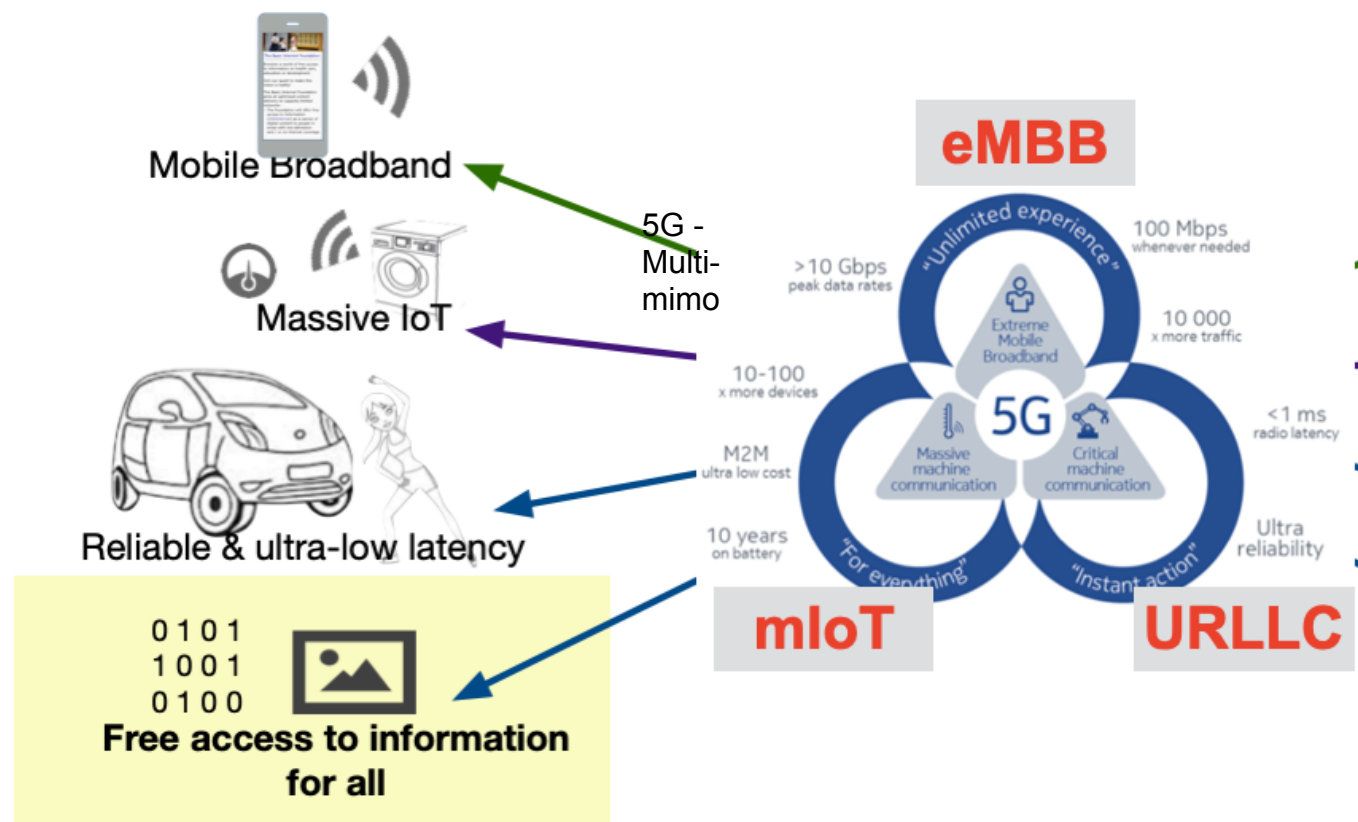 Mobile Broadband
Massive IoT
Reliable & ultra-low latency
0 1 0 1
1 0 0 1
0 1 0 0
Free access to information
for all
5G -
Multi-
mimo
eMBB
"Unlimited experience"
>10 Gbps
peak data rates
100 Mbps
whenever needed
10 000
x more traffic
Extreme
Mobile
Broadband
5G
10-100
x more devices
M2M
ultra low cost
10 years
on battery
Massive
machine
communication
Critical
machine
communication
<1 ms
radio latency
Ultra
reliability
"For everything"
"Instant action"
mIoT
URLLC